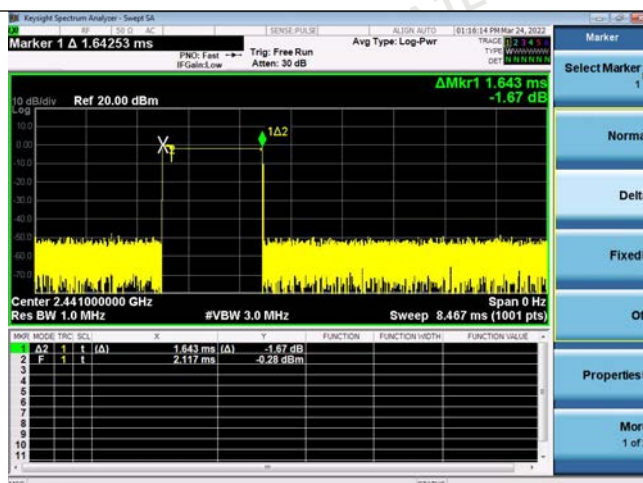 Keysight Spectrum Analyzer - Swept SA
RF 50 Ω AC SENSE:PULSE ALIGN AUTO 01:16:14 PM Mar 24, 2022
Marker 1 Δ 1.64253 ms
PNO: Fast
IFGain:Low
Trig: Free Run
Atten: 30 dB
Avg Type: Log-Pwr
TRACE 1 2 3 4 5 6
TYPE WWWWWW
DET N N N N N N
ΔMkr1 1.643 ms
-1.67 dB
10 dB/div Ref 20.00 dBm
Log
10.0
0.00
-10.0
-20.0
-30.0
-40.0
-50.0
-60.0
-70.0
X
1Δ2
Center 2.441000000 GHz
Span 0 Hz
Res BW 1.0 MHz
#VBW 3.0 MHz
Sweep 8.467 ms (1001 pts)
MKR MODE TRC SCL X Y FUNCTION FUNCTION WIDTH FUNCTION VALUE
1 Δ2 1 t (Δ) 1.643 ms (Δ) -1.67 dB
2 F 1 t 2.117 ms -0.28 dBm
3
4
5
6
7
8
9
10
11
MSG
STATUS
Marker
Select Marker
1
Norma
Delt
Fixed
Of
Properties
Mor
1 of